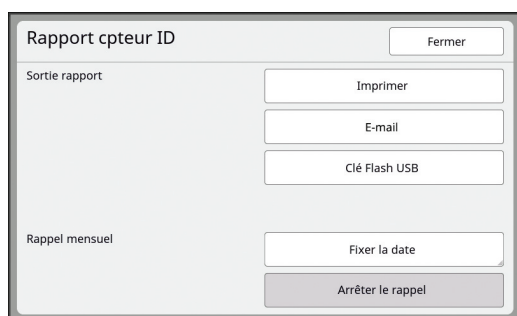 Rapport cpteur ID
Fermer
Sortie rapport
Imprimer
E-mail
Clé Flash USB
Rappel mensuel
Fixer la date
Arrêter le rappel